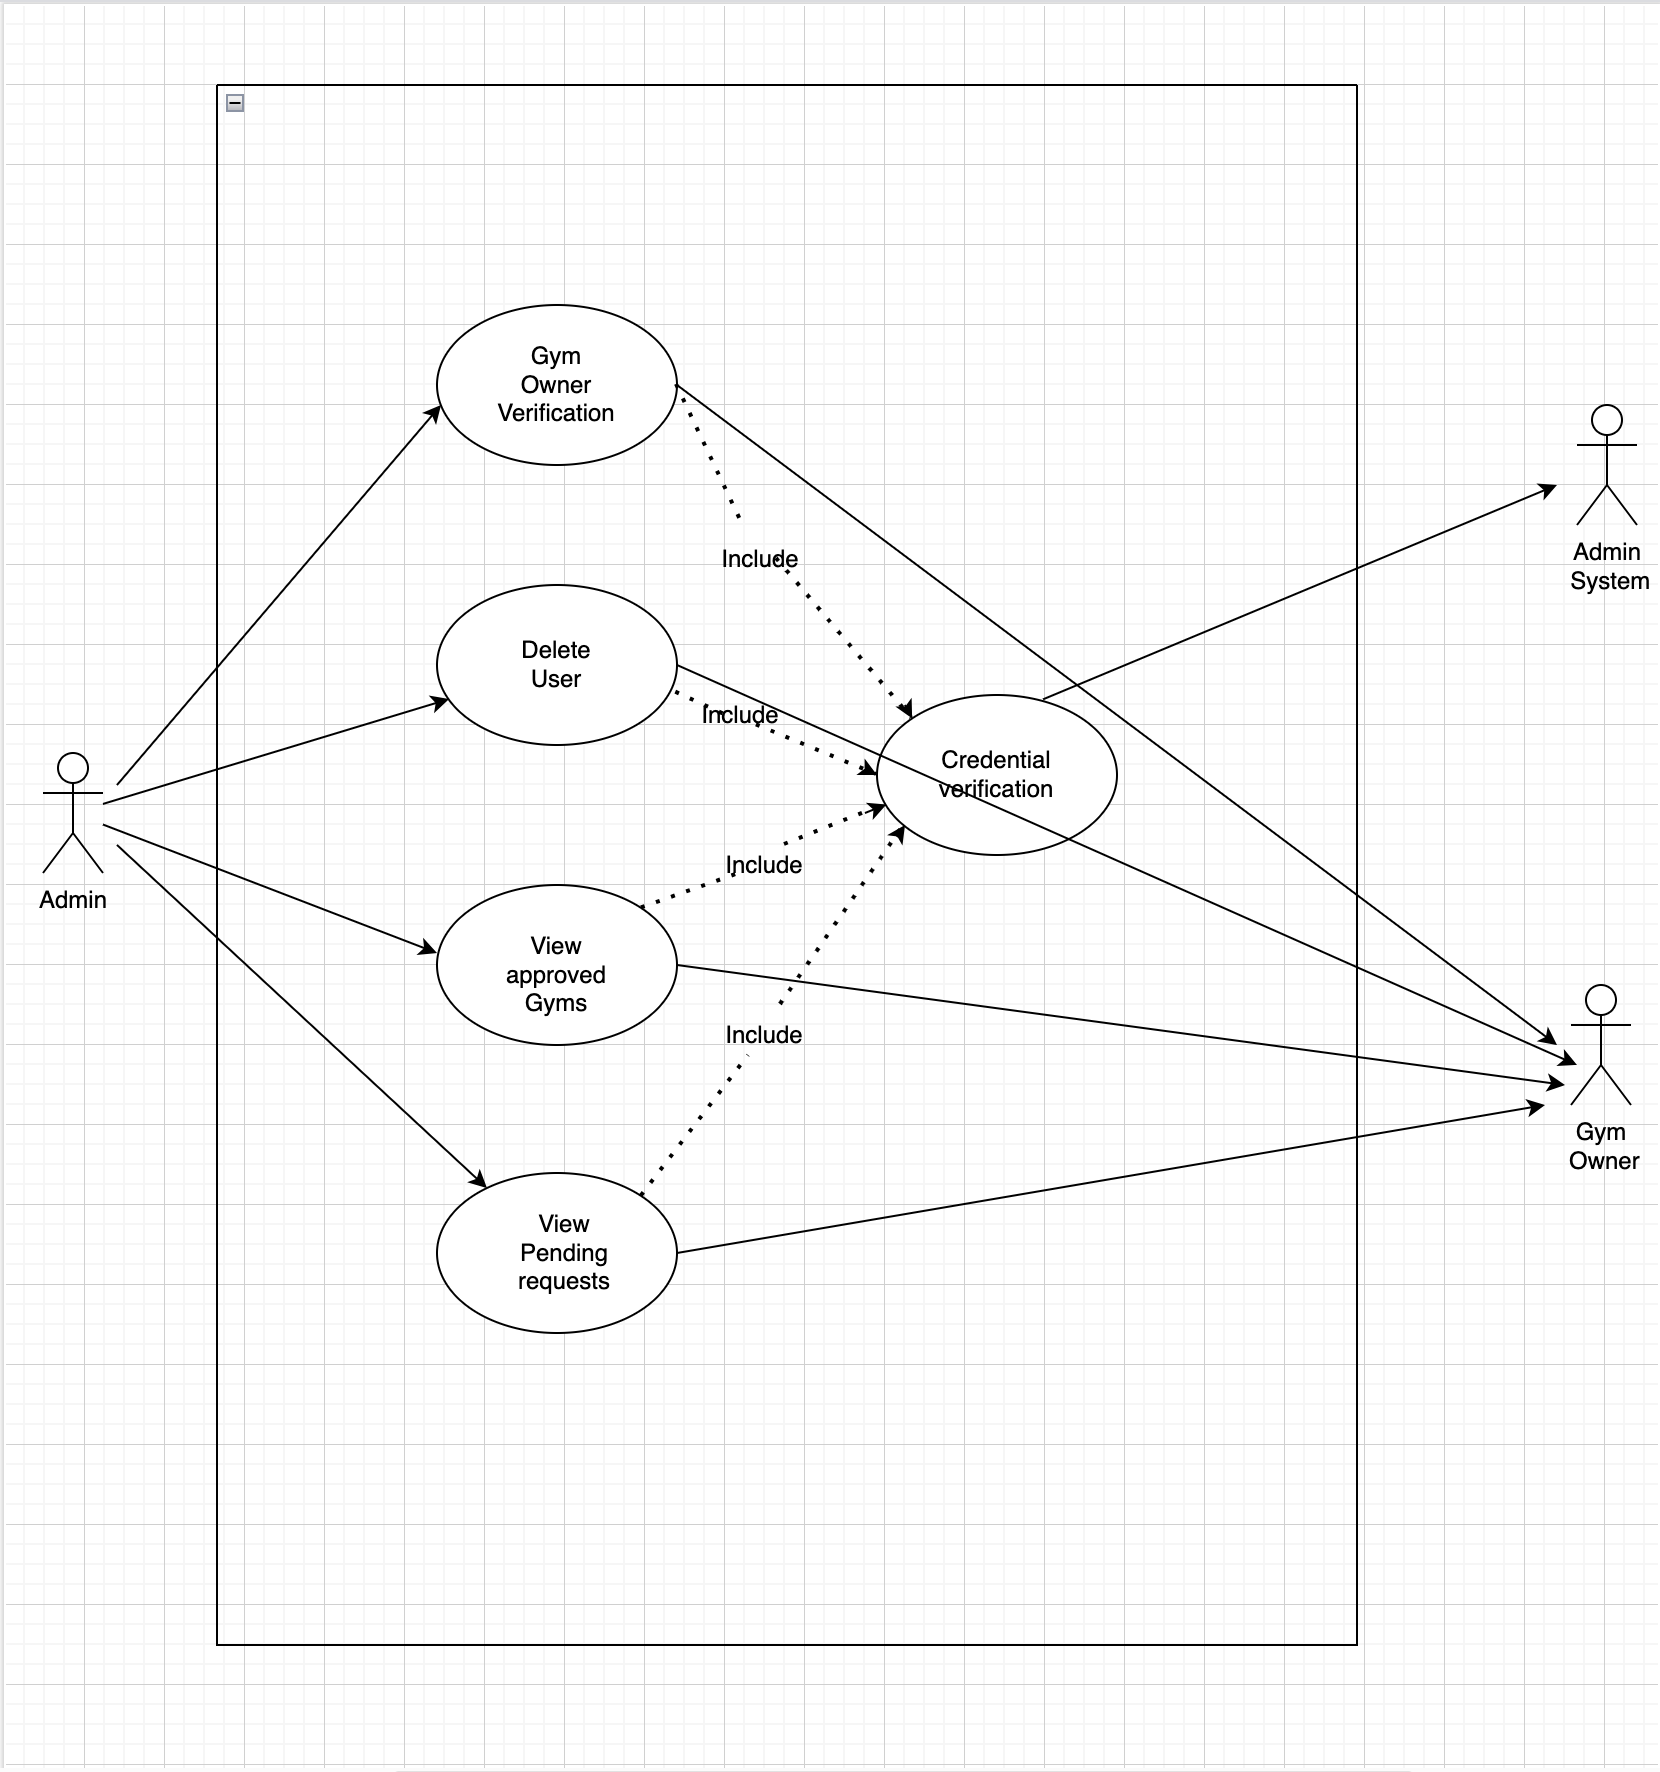 Gym
Owner
Verification
Include
Delete
User
Include
Credential
verification
Include
View
approved
Gyms
Include
View
Pending
requests
Admin
Admin
System
Gym
Owner